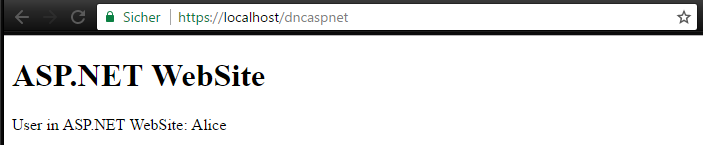 Sicher https://localhost/dncaspnet
ASP.NET WebSite
User in ASP.NET WebSite: Alice